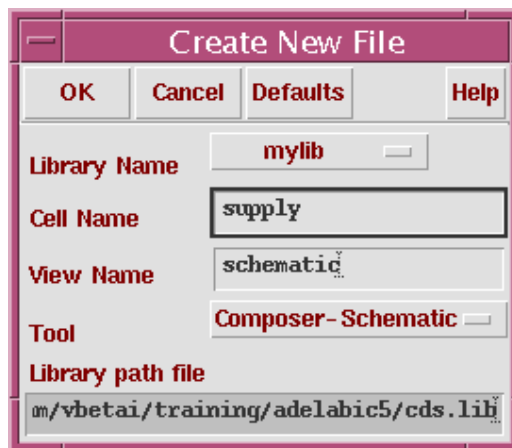 Create New File
OK Cancel Defaults Help
Library Name mylib
Cell Name supply
View Name schematic
Tool Composer-Schematic
Library path file
m/vbetai/training/adelabic5/cds.lib